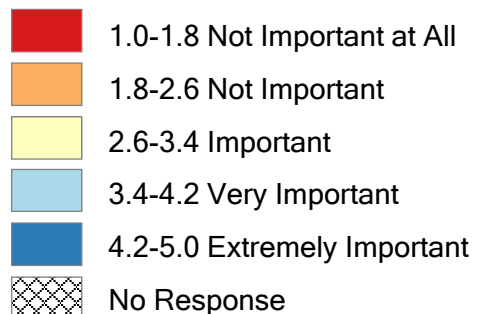 1.0-1.8 Not Important at All
1.8-2.6 Not Important
2.6-3.4 Important
3.4-4.2 Very Important
4.2-5.0 Extremely Important
No Response